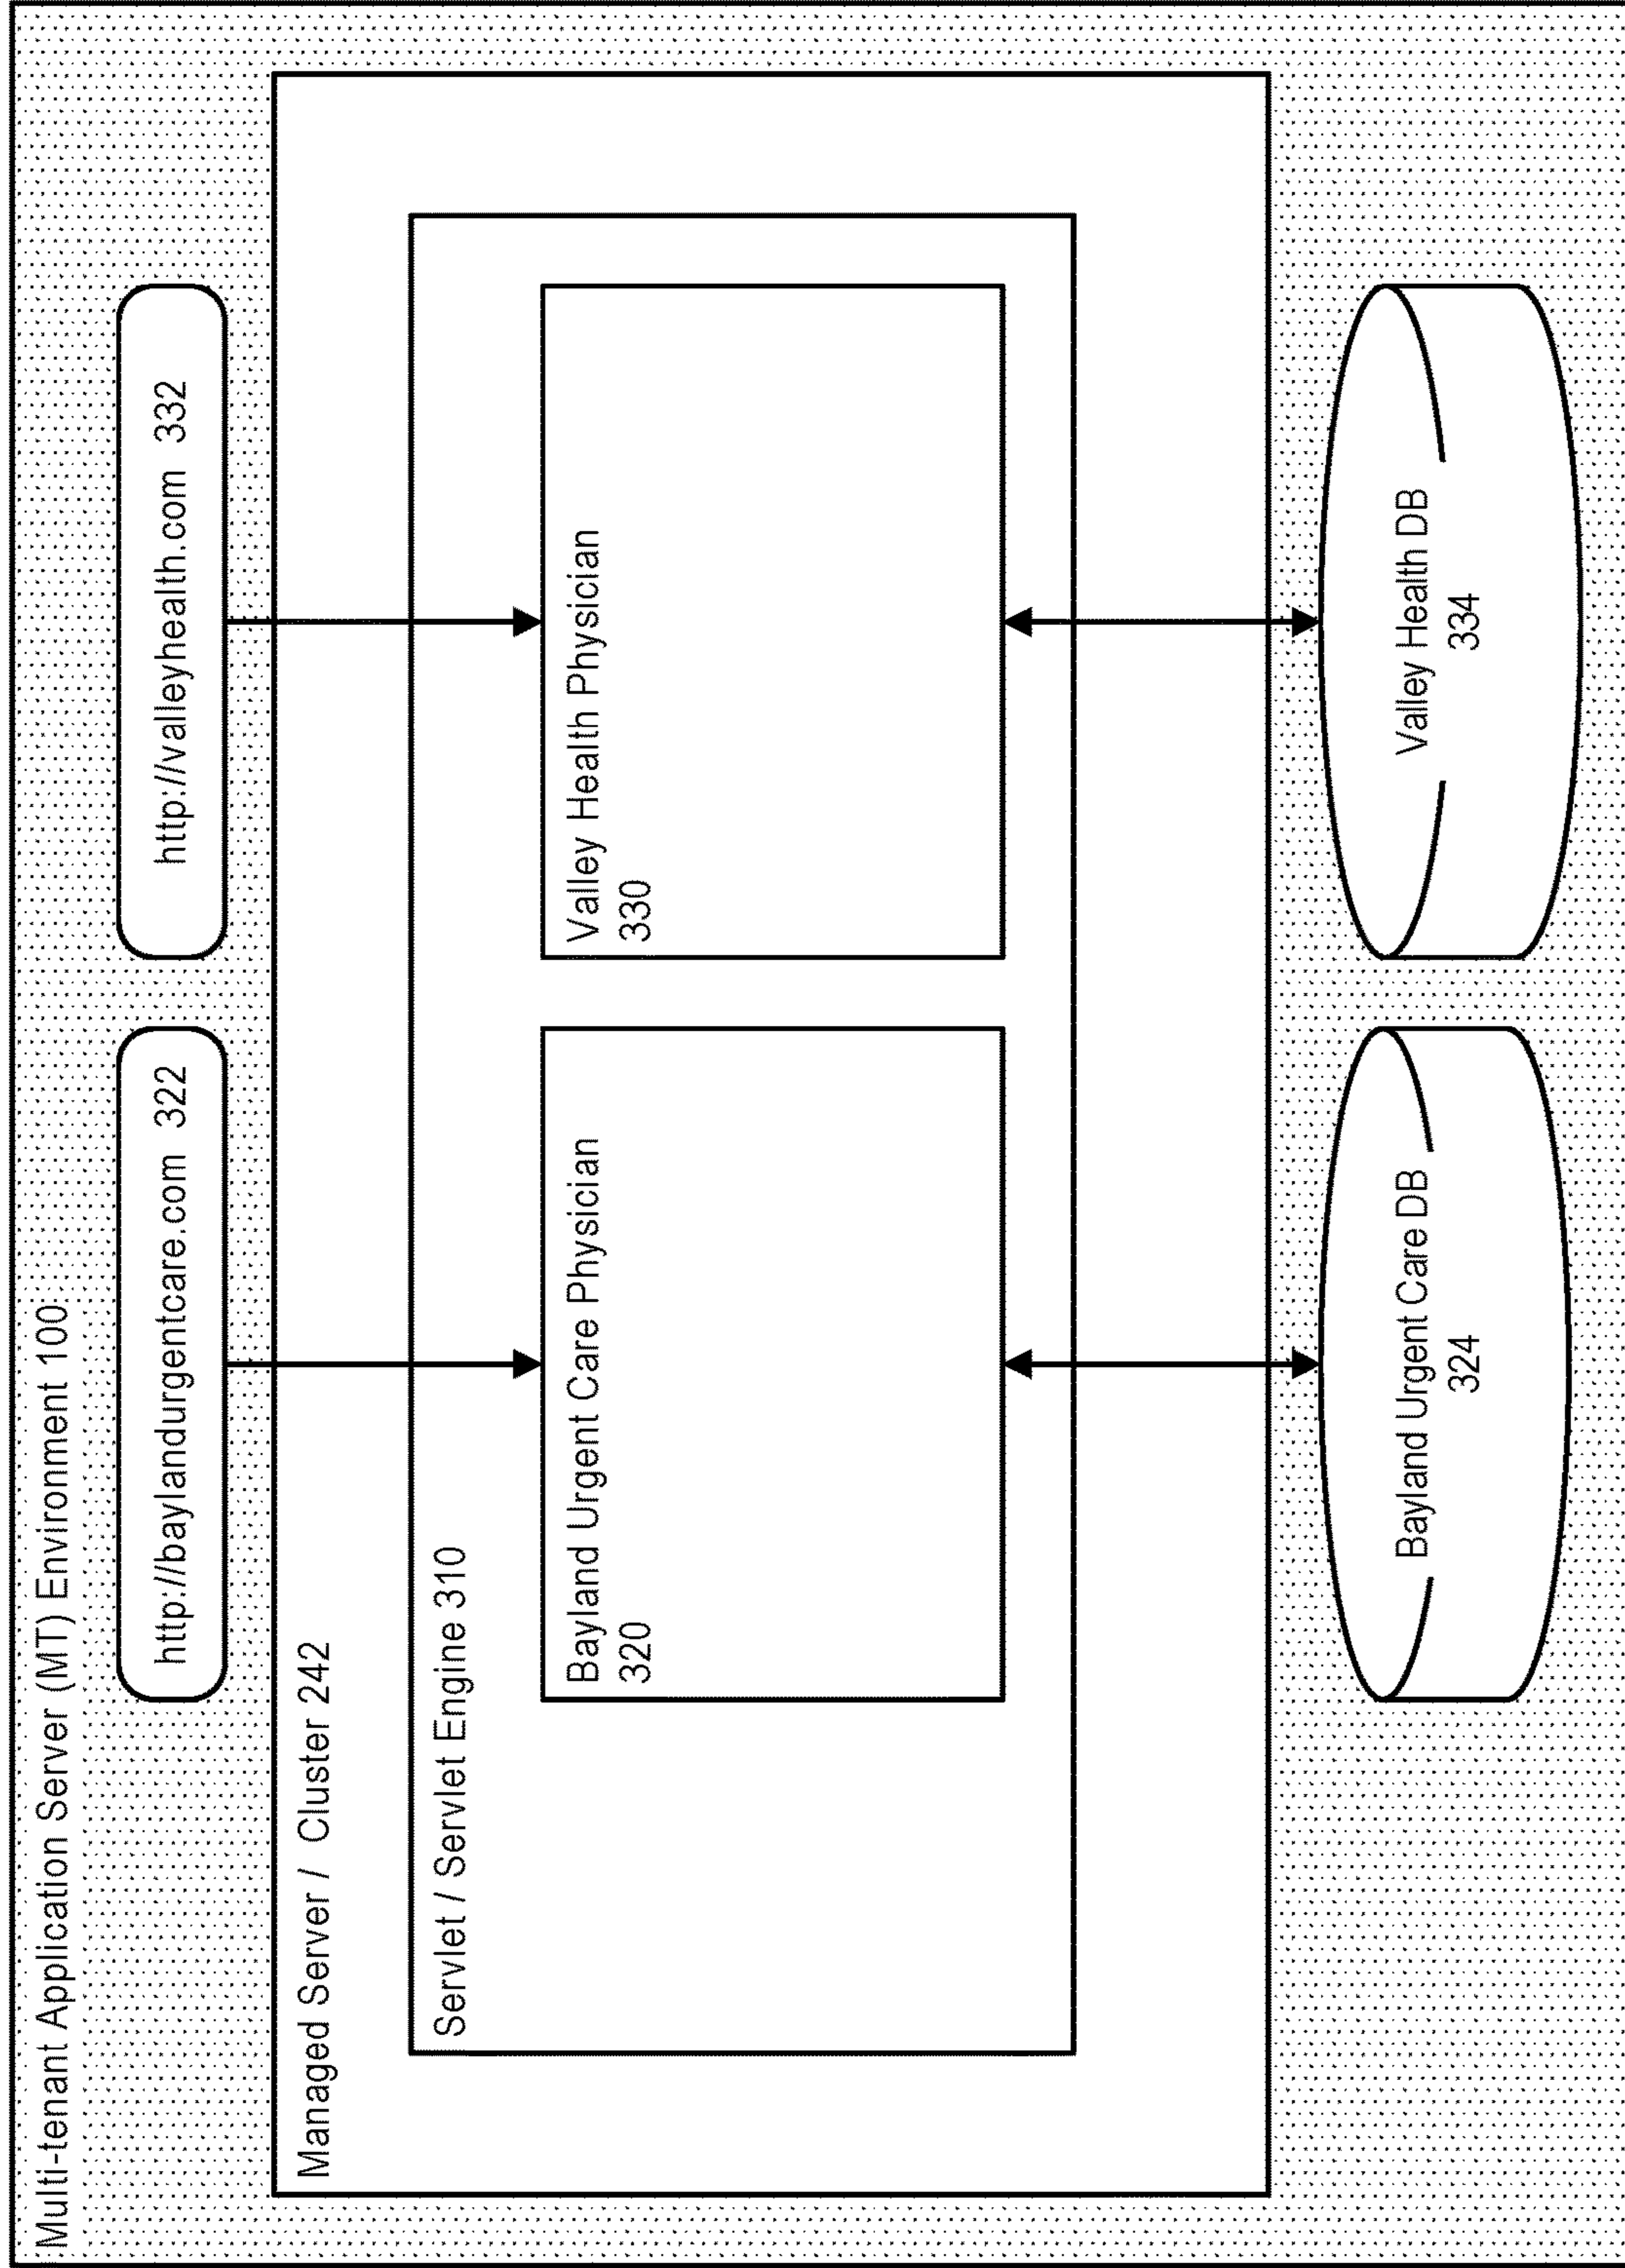 Multi-tenant Application Server (MT) Environment 100
http://baylandurgentcare.com 322
http://valleyhealth.com 332
Managed Server / Cluster 242
Servlet / Servlet Engine 310
Bayland Urgent Care Physician
320
Valley Health Physician
330
Bayland Urgent Care DB
324
Valley Health DB
334